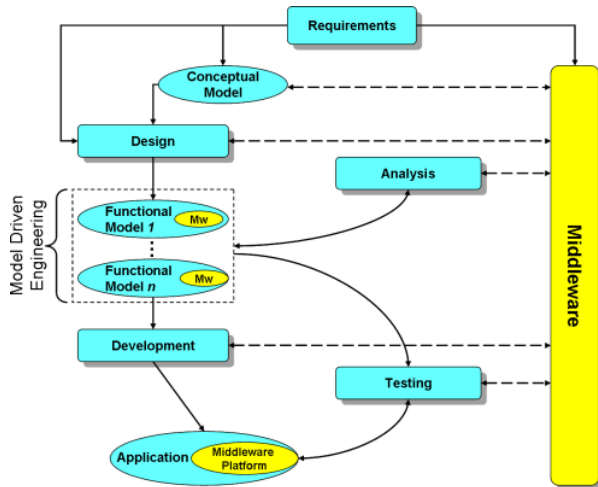 Requirements
Conceptual
Model
Design
Analysis
Model Driven
Engineering
Functional
Model 1
Mw
Functional
Model n
Mw
Middleware
Development
Testing
Application
Middleware
Platform